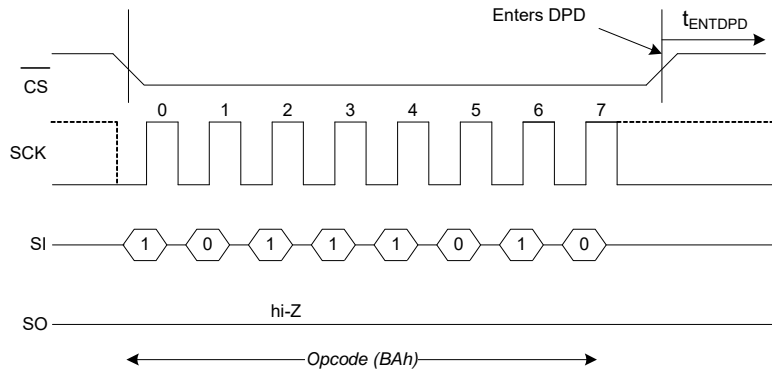 Enters DPD
tENTDPD
CS
0 1 2 3 4 5 6 7
SCK
SI 1 0 1 1 1 0 1 0
hi-Z
SO
Opcode (BAh)